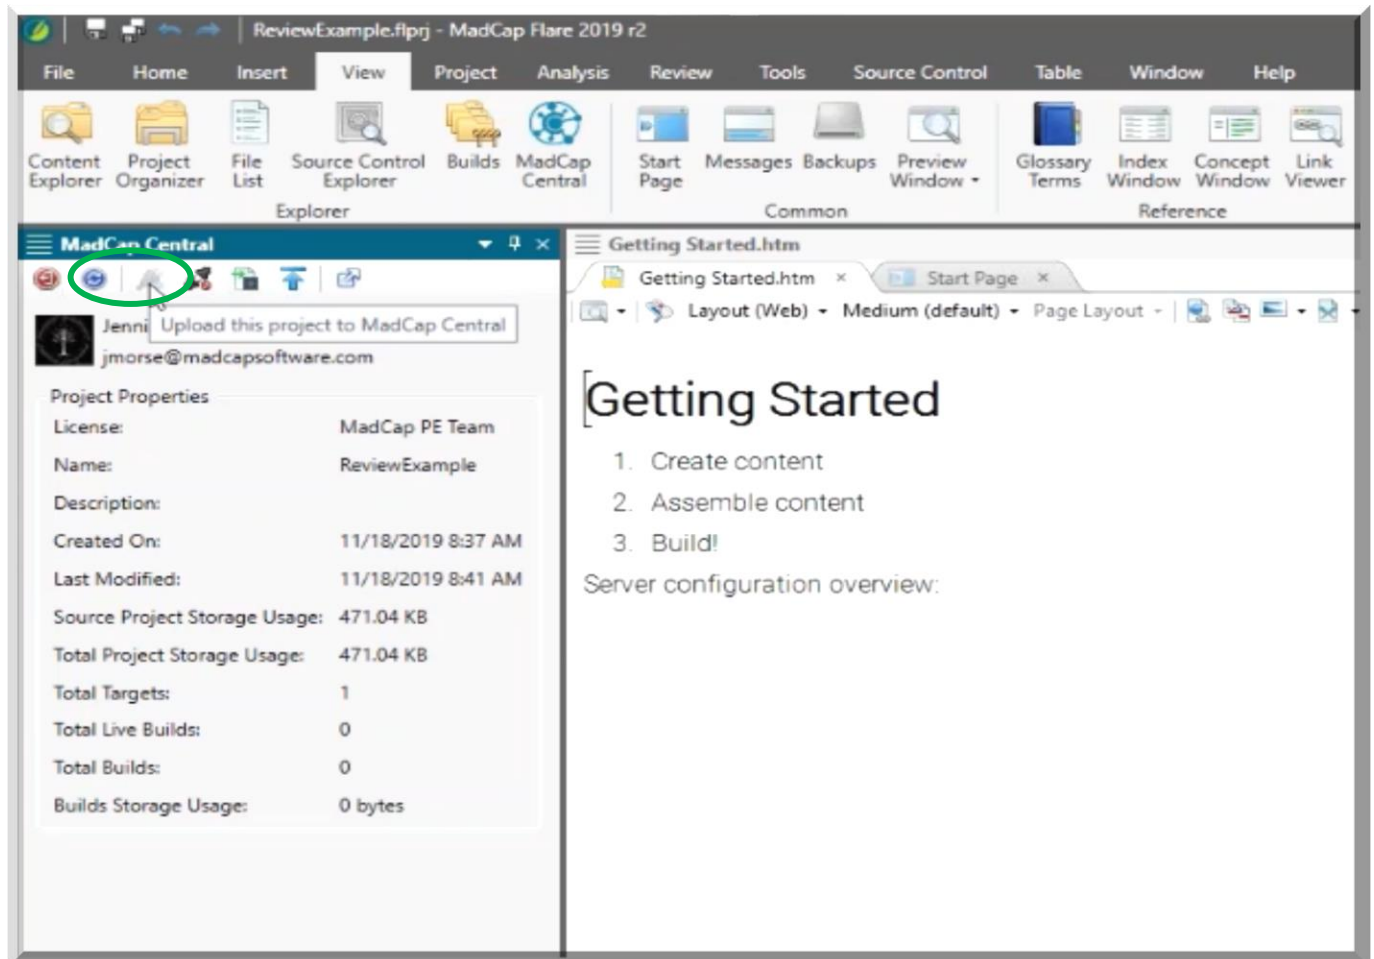 ReviewExample.flprj - MadCap Flare 2019 r2
File Home Insert View Project Analysis Review Tools Source Control Table Window Help
Content Explorer
Project Organizer
File List
Source Control Explorer
Builds
MadCap Central
Start Page
Messages
Backups
Preview Window
Glossary Terms
Index Window
Concept Window
Link Viewer
Explorer
Common
Reference
MadCap Central
Jenni
Upload this project to MadCap Central
jmorse@madcapsoftware.com
Project Properties
License: MadCap PE Team
Name: ReviewExample
Description:
Created On: 11/18/2019 8:37 AM
Last Modified: 11/18/2019 8:41 AM
Source Project Storage Usage: 471.04 KB
Total Project Storage Usage: 471.04 KB
Total Targets: 1
Total Live Builds: 0
Total Builds: 0
Builds Storage Usage: 0 bytes
Getting Started.htm
Getting Started.htm × Start Page ×
Layout (Web) Medium (default) Page Layout
Getting Started
1. Create content
2. Assemble content
3. Build!
Server configuration overview: